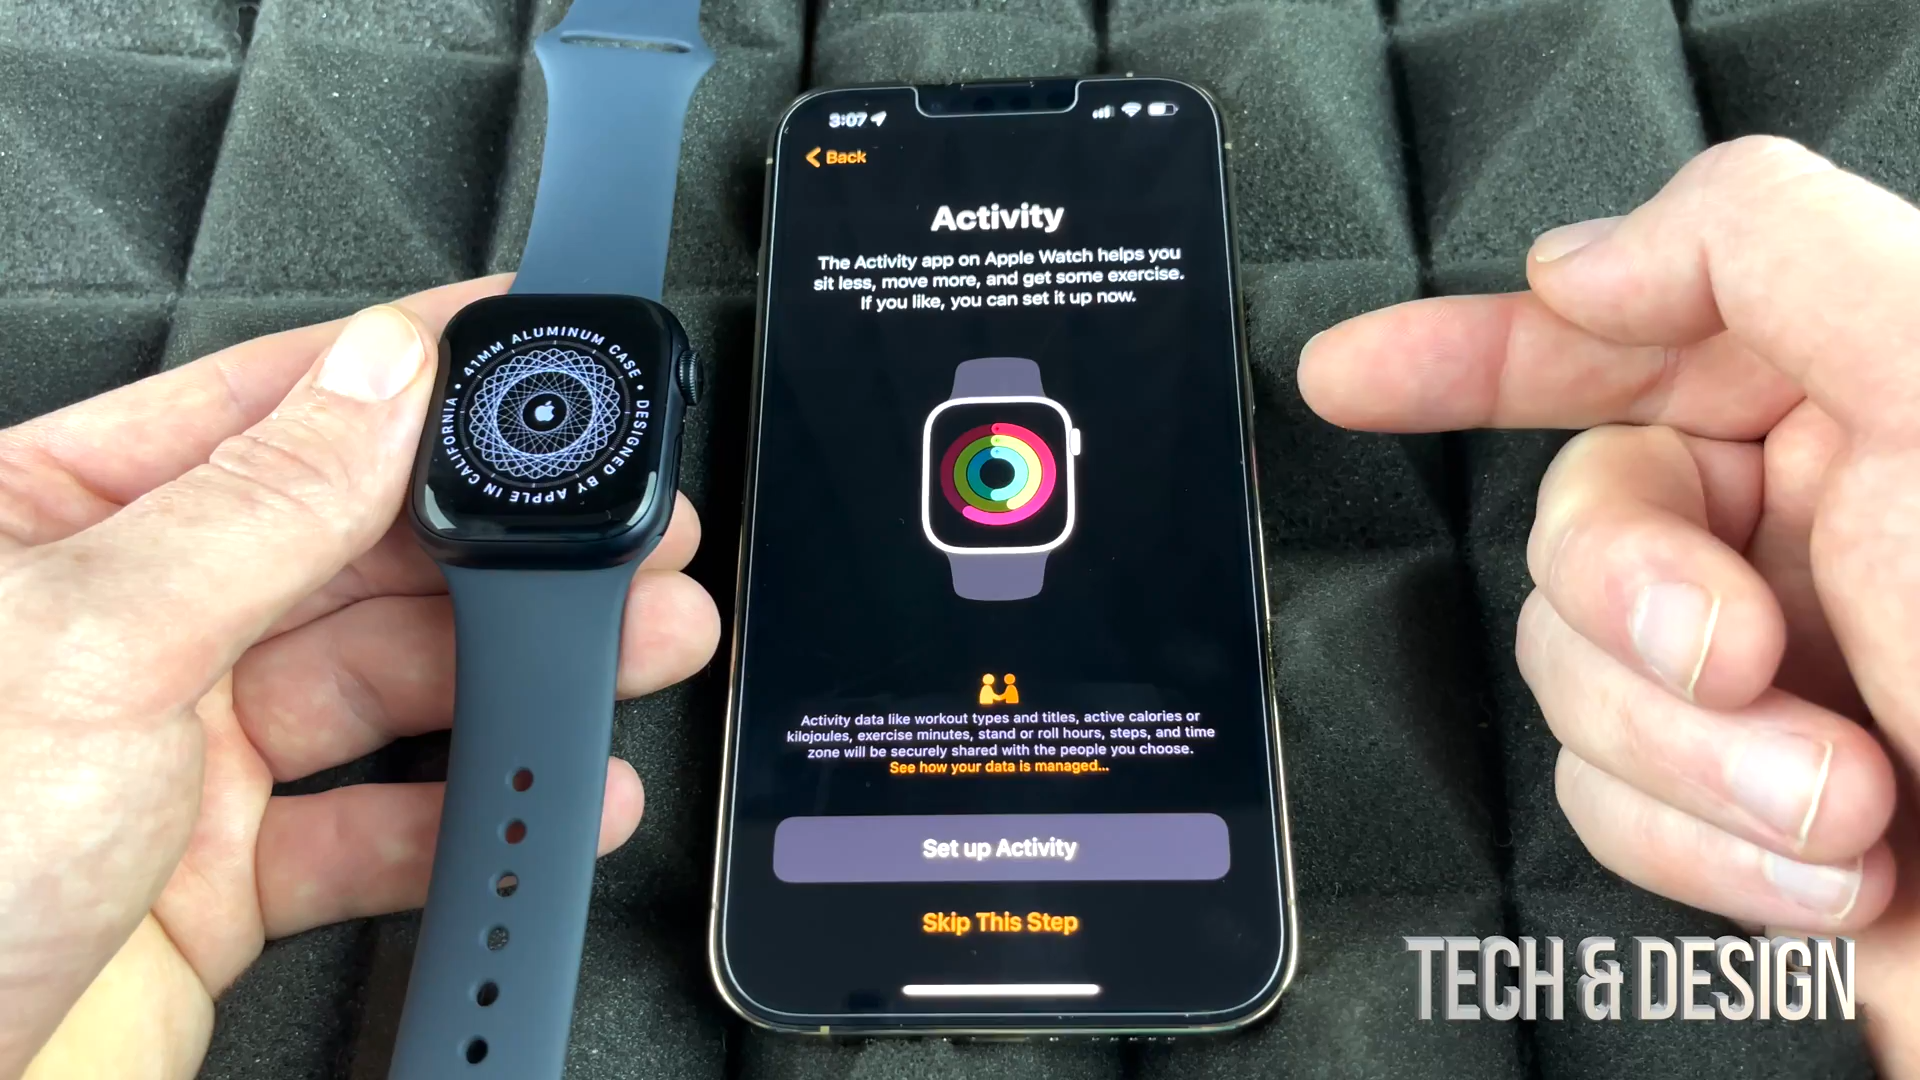 41MM ALUMINUM CASE • DESIGNED BY APPLE IN CALIFORNIA •
3:07
Back
Activity
The Activity app on Apple Watch helps you
sit less, move more, and get some exercise.
If you like, you can set it up now.
Activity data like workout types and titles, active calories or
kilojoules, exercise minutes, stand or roll hours, steps, and time
zone will be securely shared with the people you choose.
See how your data is managed...
Set up Activity
Skip This Step
TECH & DESIGN